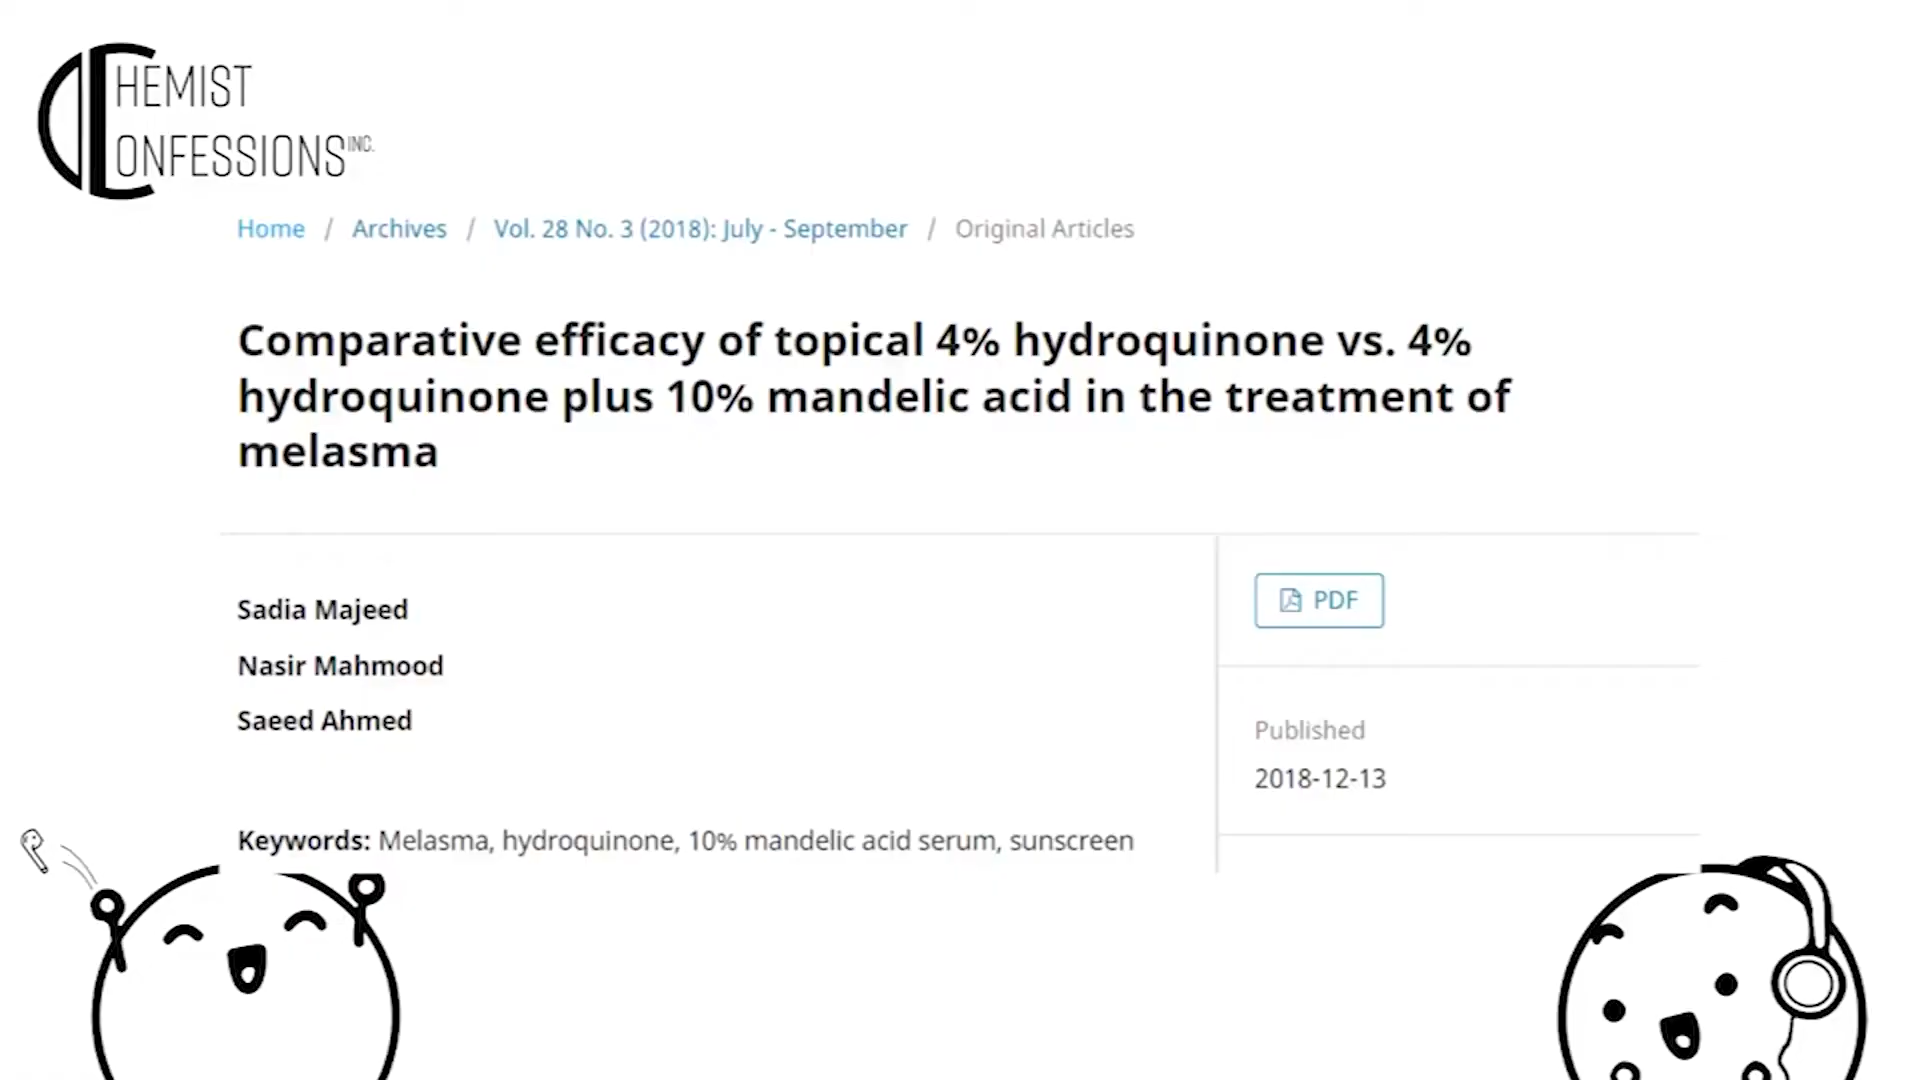 CHEMIST
CONFESSIONS INC.
Home / Archives / Vol. 28 No. 3 (2018): July - September / Original Articles
Comparative efficacy of topical 4% hydroquinone vs. 4%
hydroquinone plus 10% mandelic acid in the treatment of
melasma
Sadia Majeed
Nasir Mahmood
Saeed Ahmed
Keywords: Melasma, hydroquinone, 10% mandelic acid serum, sunscreen
PDF
Published
2018-12-13